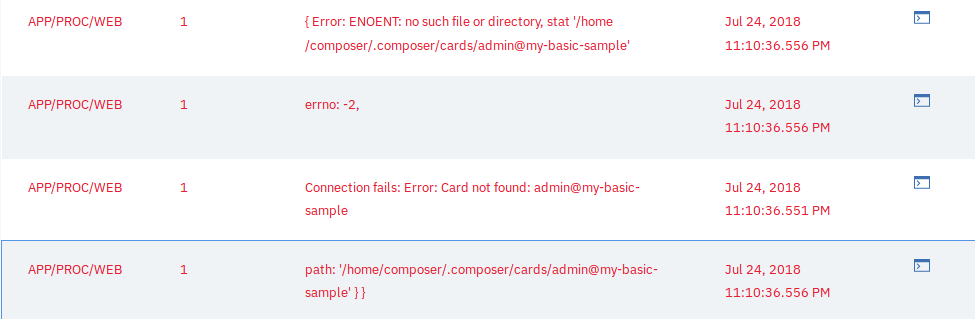 APP/PROC/WEB 1 { Error: ENOENT: no such file or directory, stat '/home Jul 24, 2018
/composer/.composer/cards/admin@my-basic-sample' 11:10:36.556 PM
APP/PROC/WEB 1 errno: -2, Jul 24, 2018
11:10:36.556 PM
APP/PROC/WEB 1 Connection fails: Error: Card not found: admin@my-basic- Jul 24, 2018
sample 11:10:36.551 PM
APP/PROC/WEB 1 path: '/home/composer/.composer/cards/admin@my-basic- Jul 24, 2018
sample' } } 11:10:36.556 PM